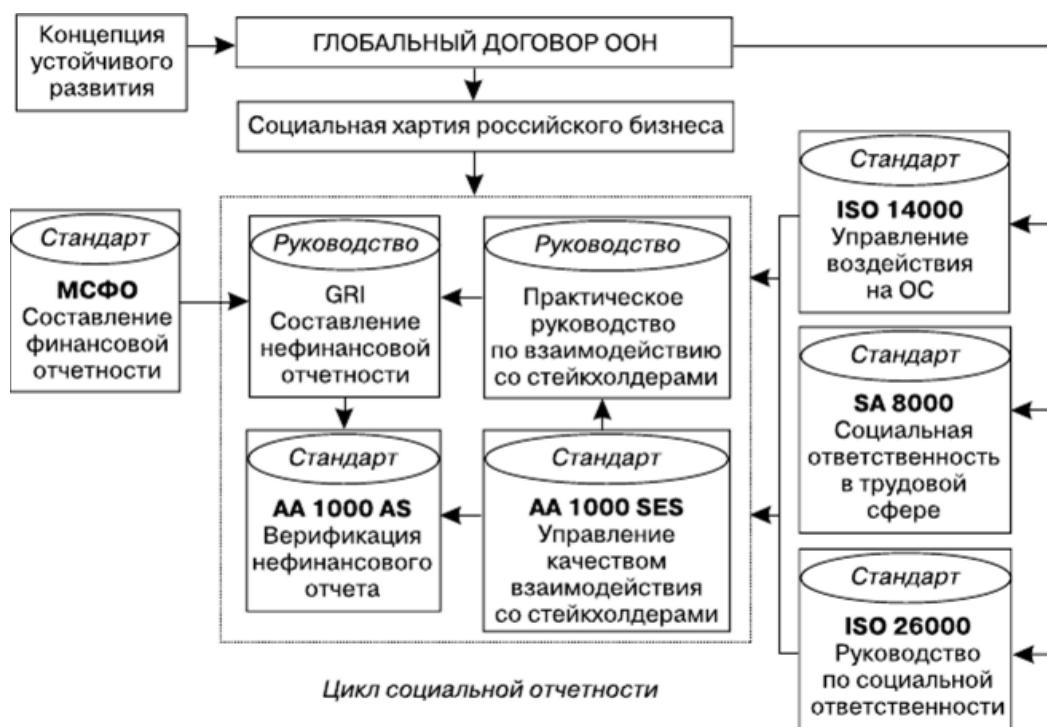 Концепция
устойчивого
развития
ГЛОБАЛЬНЫЙ ДОГОВОР ООН
Социальная хартия российского бизнеса
Стандарт
МСФО
Составление
финансовой
отчетности
Руководство
GRI
Составление
нефинансовой
отчетности
Руководство
Практическое
руководство
по взаимодействию
со стейкхолдерами
Стандарт
AA 1000 AS
Верификация
нефинансового
отчета
Стандарт
AA 1000 SES
Управление
качеством
взаимодействия
со стейкхолдерами
Стандарт
ISO 14000
Управление
воздействия
на ОС
Стандарт
SA 8000
Социальная
ответственность
в трудовой
сфере
Стандарт
ISO 26000
Руководство
по социальной
ответственности
Цикл социальной отчетности